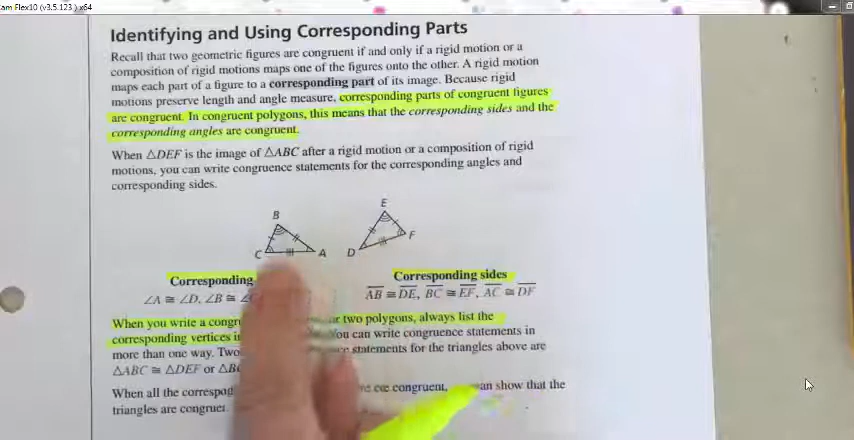 am Flex10 (v3.5.123 ) x64
Identifying and Using Corresponding Parts
Recall that two geometric figures are congruent if and only if a rigid motion or a
composition of rigid motions maps one of the figures onto the other. A rigid motion
maps each part of a figure to a corresponding part of its image. Because rigid
motions preserve length and angle measure, corresponding parts of congruent figures
are congruent. In congruent polygons, this means that the corresponding sides and the
corresponding angles are congruent.
When △DEF is the image of △ABC after a rigid motion or a composition of rigid
motions, you can write congruence statements for the corresponding angles and
corresponding sides.
B
C
A
E
D
F
Corresponding
∠A ≅ ∠D, ∠B ≅ ∠
Corresponding sides
AB ≅ DE, BC ≅ EF, AC ≅ DF
When you write a congr two polygons, always list the
corresponding vertices i You can write congruence statements in
more than one way. Two statements for the triangles above are
△ABC ≅ △DEF or △B
When all the correspo congruent, show that the
triangles are congruent.